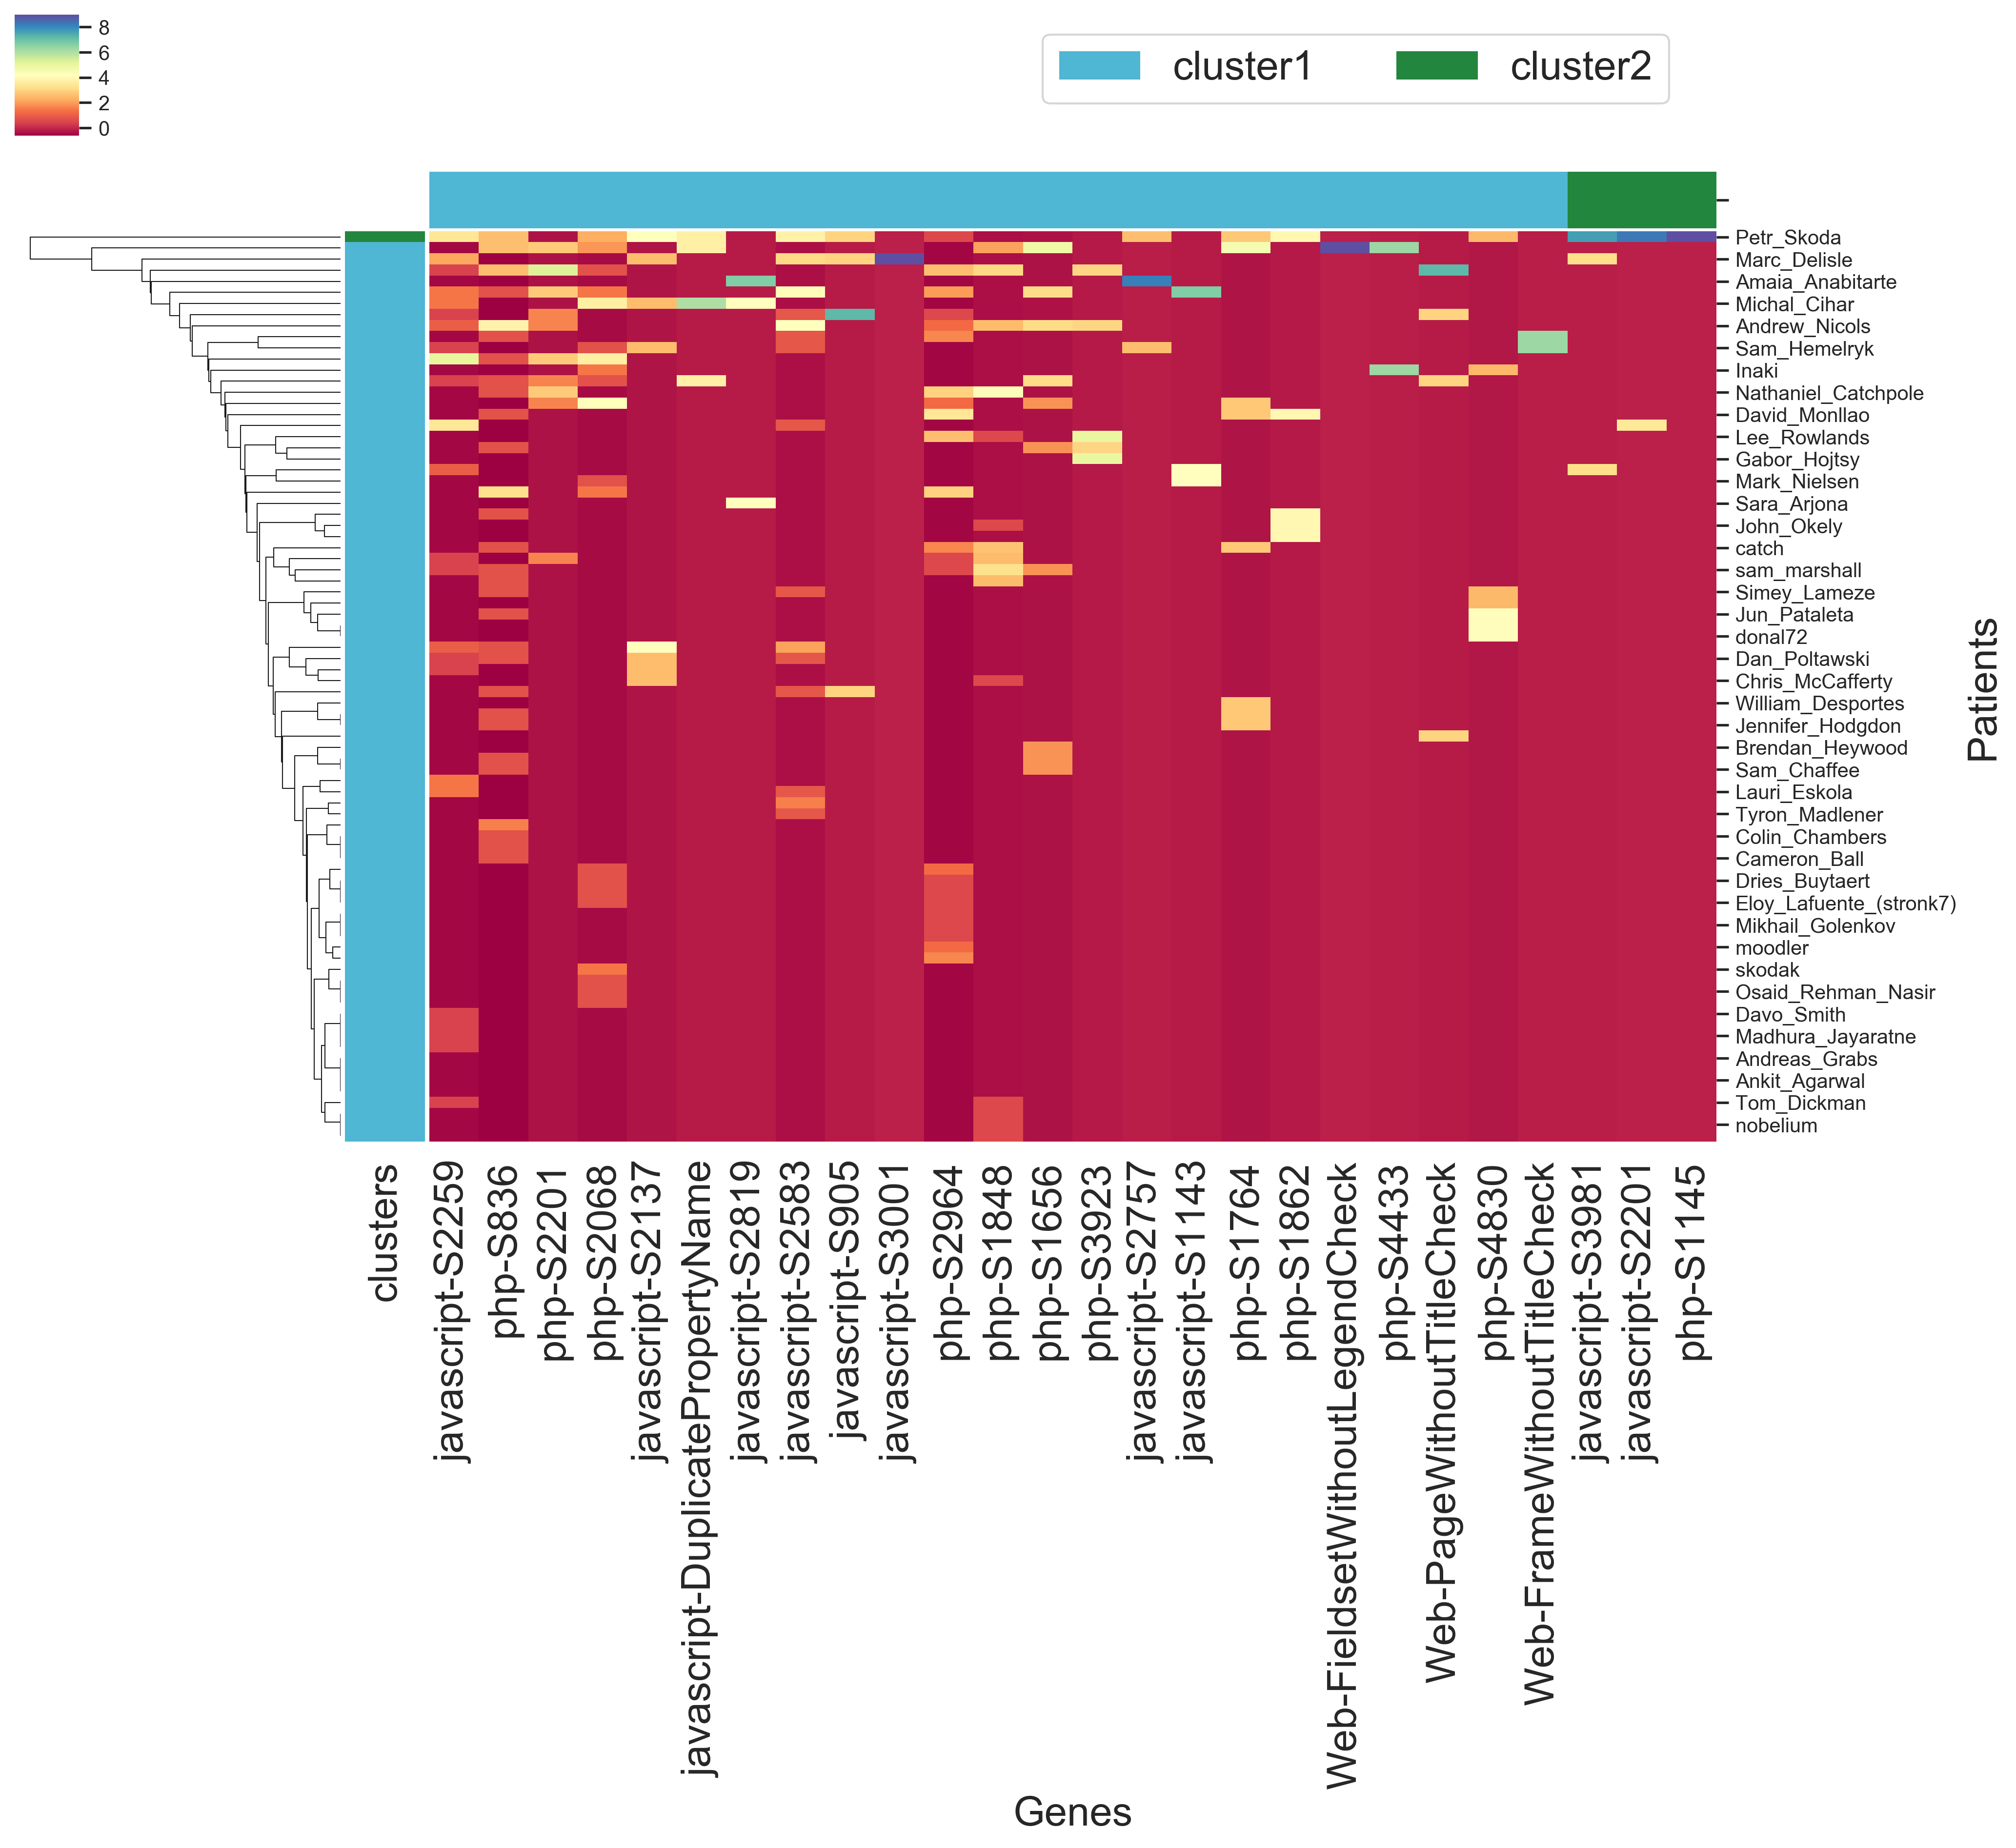 8
6
4
2
0
cluster1
cluster2
Petr_Skoda
Marc_Delisle
Amaia_Anabitarte
Michal_Cihar
Andrew_Nicols
Sam_Hemelryk
Inaki
Nathaniel_Catchpole
David_Monllao
Lee_Rowlands
Gabor_Hojtsy
Mark_Nielsen
Sara_Arjona
John_Okely
catch
sam_marshall
Simey_Lameze
Jun_Pataleta
donal72
Dan_Poltawski
Chris_McCafferty
William_Desportes
Jennifer_Hodgdon
Brendan_Heywood
Sam_Chaffee
Lauri_Eskola
Tyron_Madlener
Colin_Chambers
Cameron_Ball
Dries_Buytaert
Eloy_Lafuente_(stronk7)
Mikhail_Golenkov
moodler
skodak
Osaid_Rehman_Nasir
Davo_Smith
Madhura_Jayaratne
Andreas_Grabs
Ankit_Agarwal
Tom_Dickman
nobelium
Patients
clusters
javascript-S2259
php-S836
php-S2201
php-S2068
javascript-S2137
javascript-DuplicatePropertyName
javascript-S2819
javascript-S2583
javascript-S905
javascript-S3001
php-S2964
php-S1848
php-S1656
php-S3923
javascript-S2757
javascript-S1143
php-S1764
php-S1862
Web-FieldsetWithoutLegendCheck
php-S4433
Web-PageWithoutTitleCheck
php-S4830
Web-FrameWithoutTitleCheck
javascript-S3981
javascript-S2201
php-S1145
Genes